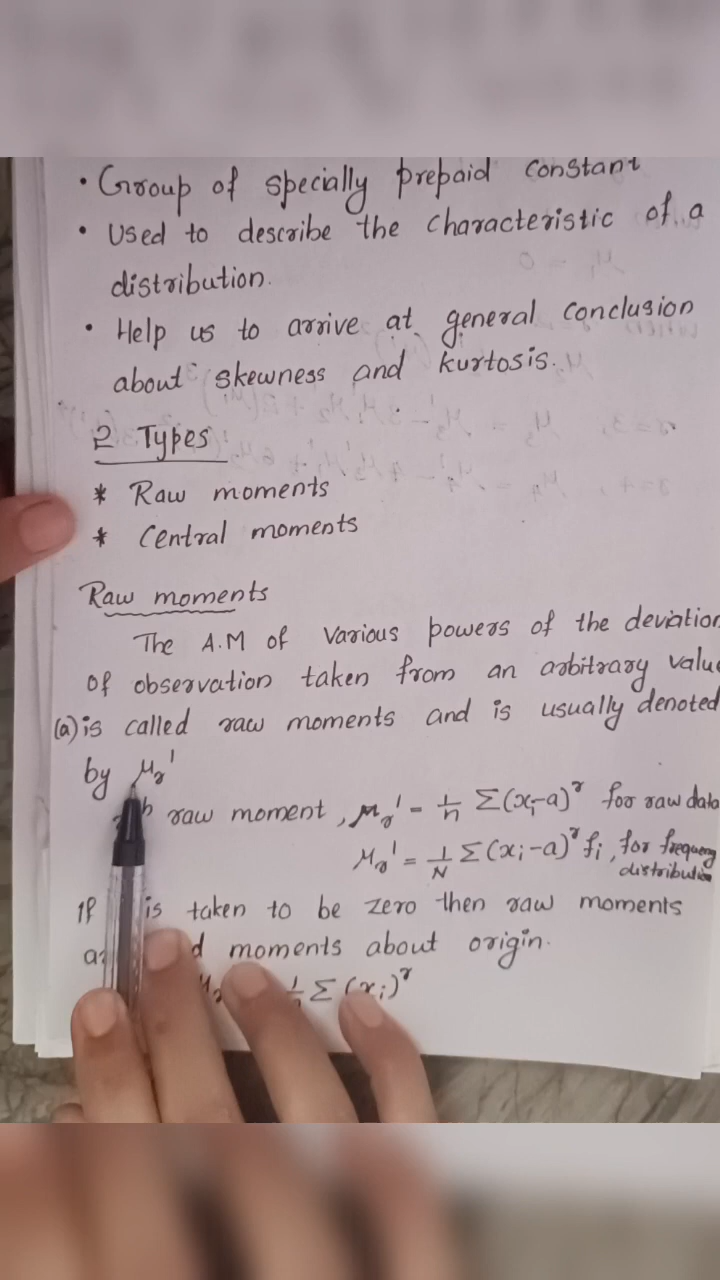 • Group of specially prepaid constant
• Used to describe the characteristic of a
distribution.
• Help us to arrive at general conclusion
about skewness and kurtosis.
2 Types
* Raw moments
* Central moments
Raw moments
The A.M of various powers of the deviation
of observation taken from an arbitrary value
(a) is called raw moments and is usually denoted
by μr'
raw moment, μr' = 1/n Σ(xi-a)^r for raw data
μr' = 1/N Σ(xi-a)^r fi, for frequency
distribution
If is taken to be zero then raw moments
moments about origin.
Σ(xi)^r